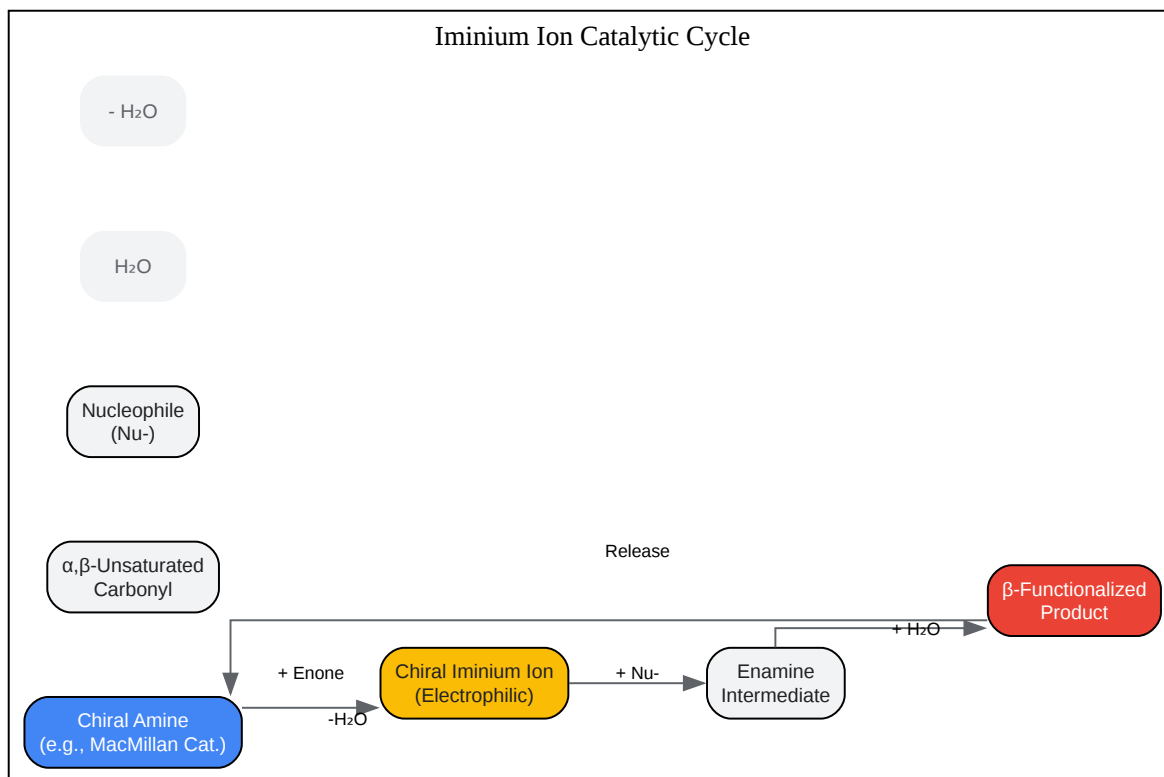 Iminium Ion Catalytic Cycle
- H₂O
H₂O
Nucleophile
(Nu-)
α,β-Unsaturated
Carbonyl
Release
β-Functionalized
Product
+ H₂O
+ Enone
-H₂O
Chiral Iminium Ion
(Electrophilic)
+ Nu-
Enamine
Intermediate
Chiral Amine
(e.g., MacMillan Cat.)